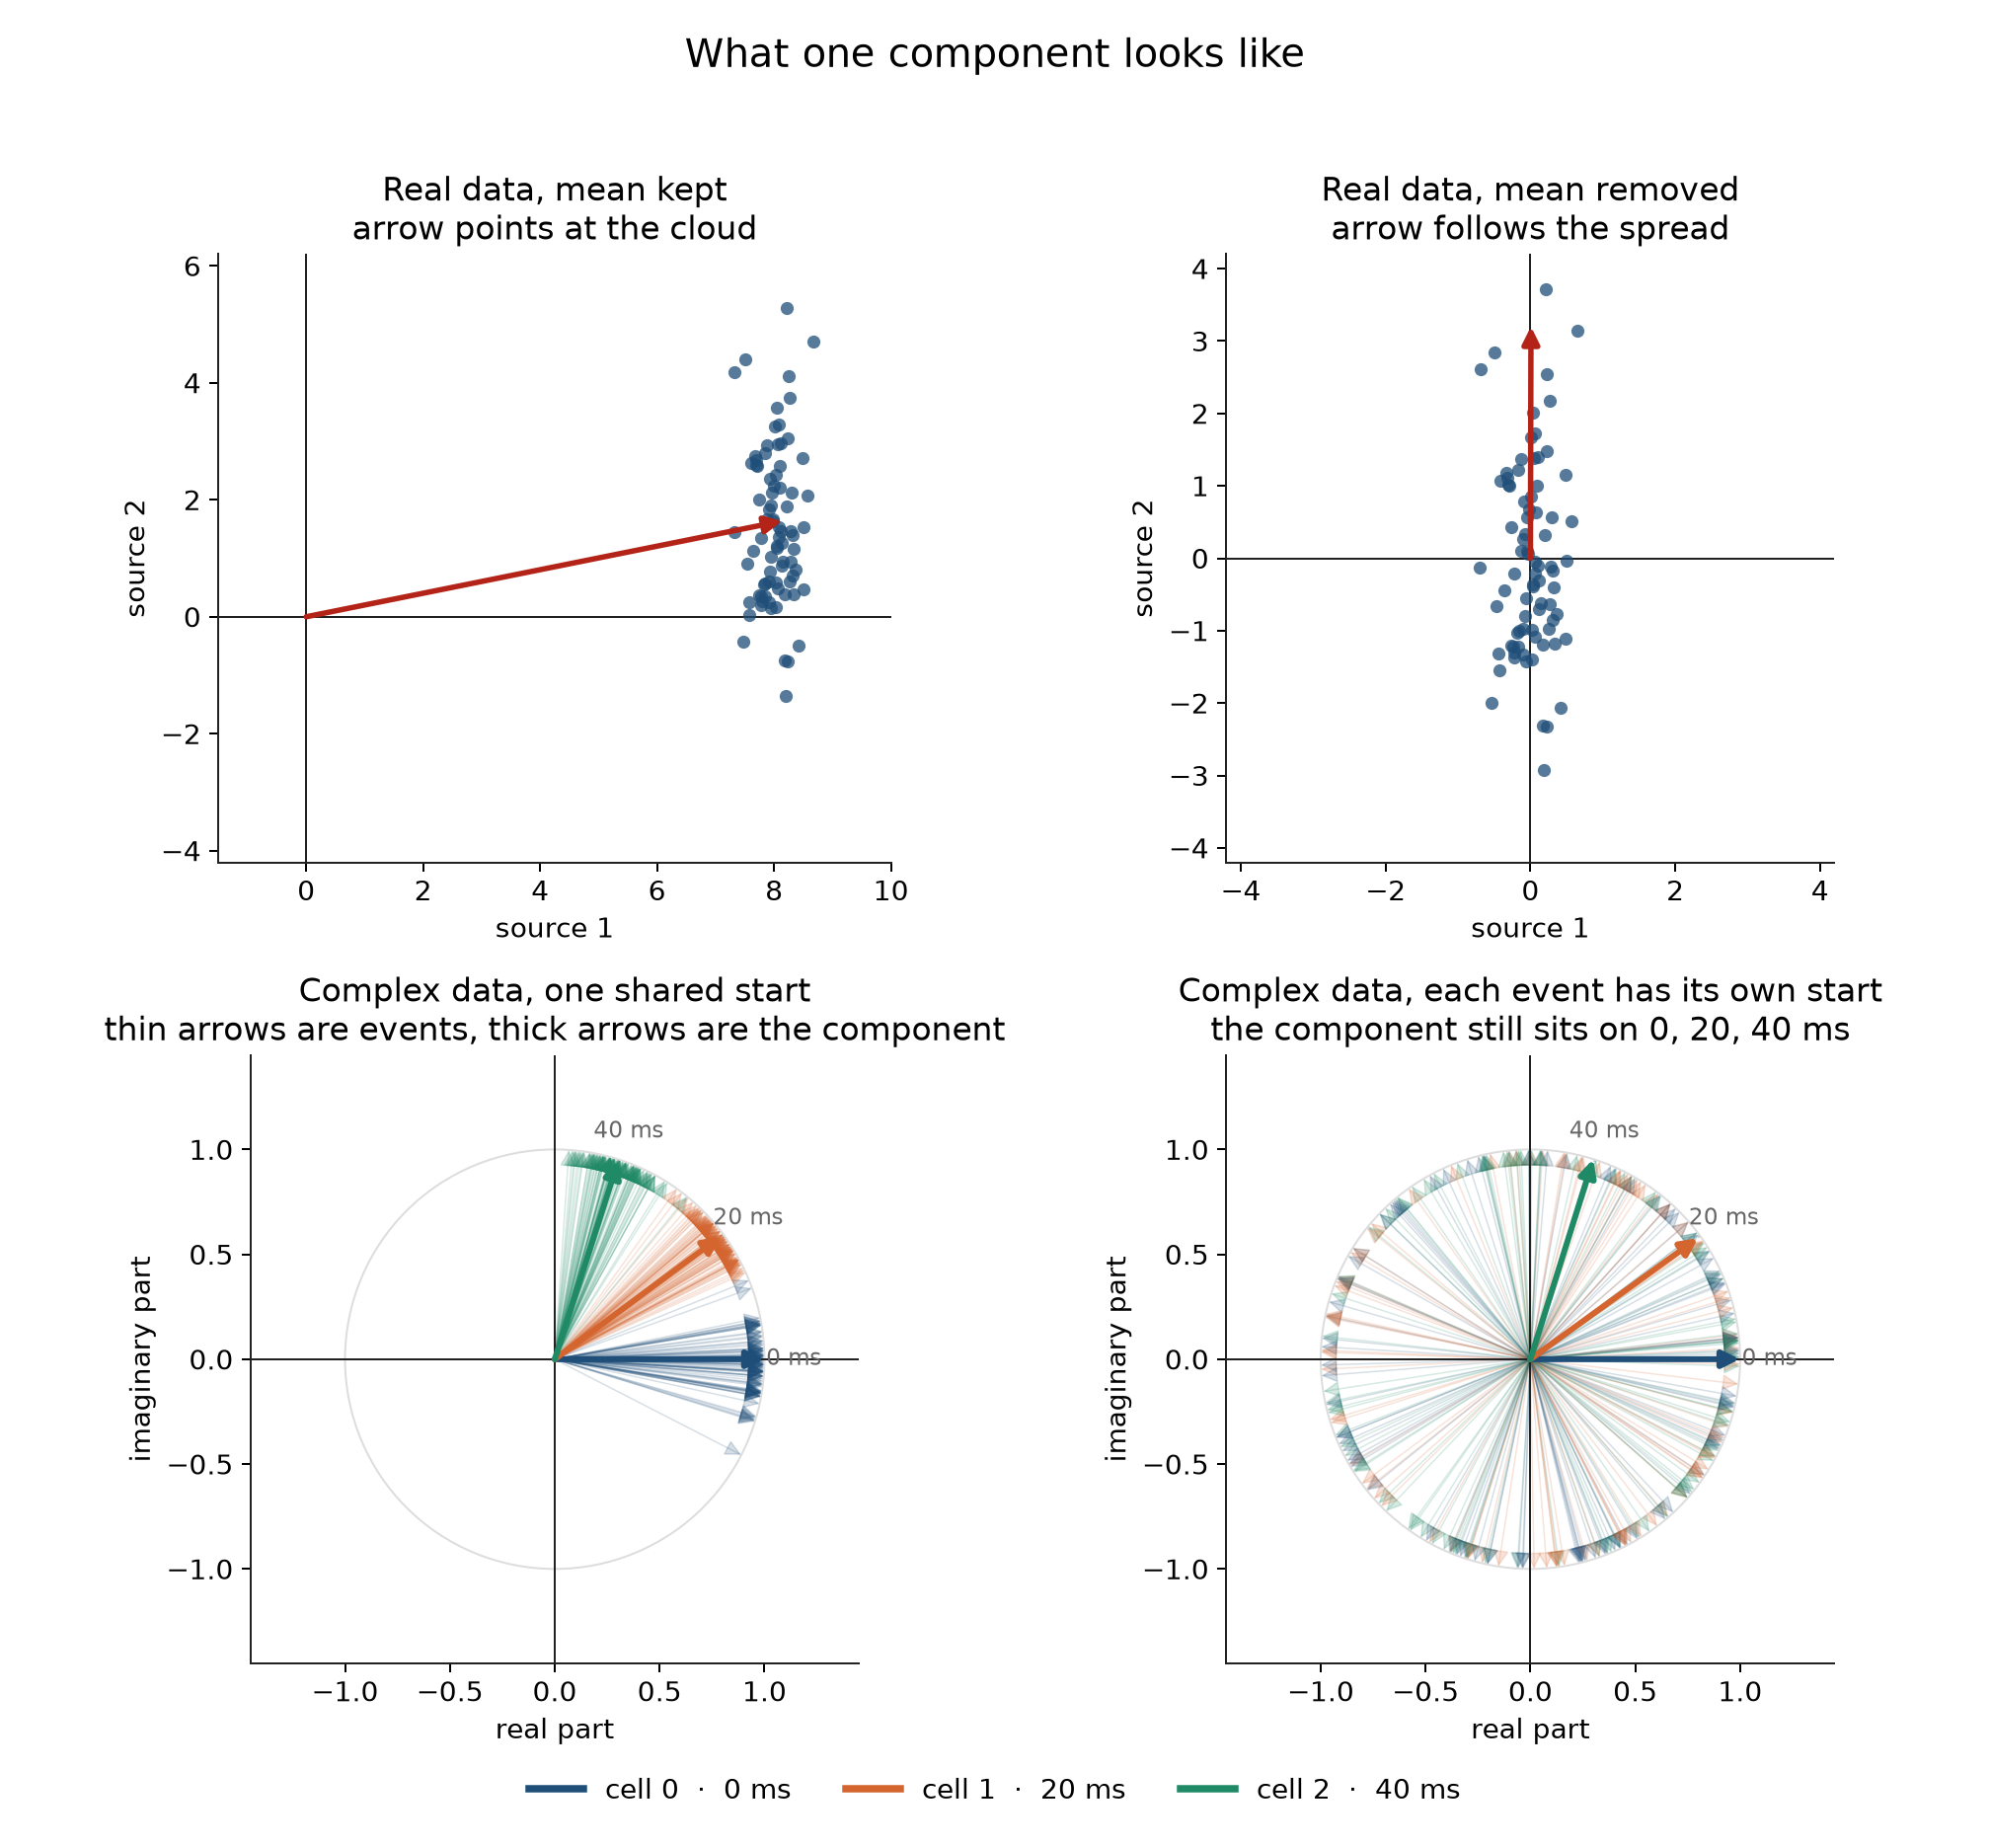 What one component looks like
Real data, mean kept
arrow points at the cloud
6
4
2
0
−2
−4
source 2
0
2
4
6
8
10
source 1
Real data, mean removed
arrow follows the spread
4
3
2
1
0
−1
−2
−3
−4
source 2
−4
−2
0
2
4
source 1
Complex data, one shared start
thin arrows are events, thick arrows are the component
1.0
0.5
0.0
−0.5
−1.0
imaginary part
40 ms
20 ms
0 ms
−1.0
−0.5
0.0
0.5
1.0
real part
Complex data, each event has its own start
the component still sits on 0, 20, 40 ms
1.0
0.5
0.0
−0.5
−1.0
imaginary part
40 ms
20 ms
0 ms
−1.0
−0.5
0.0
0.5
1.0
real part
cell 0 · 0 ms
cell 1 · 20 ms
cell 2 · 40 ms